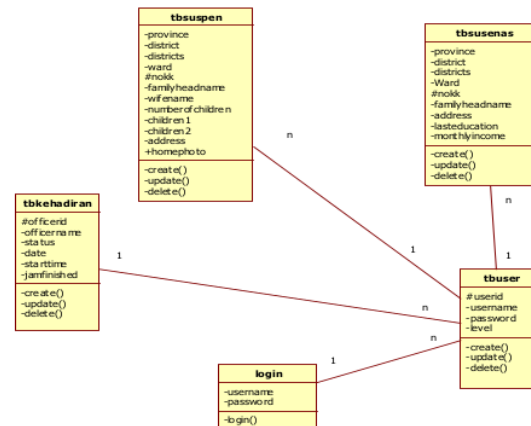 tbsuspen
-province
-district
-districts
-ward
#nokk
-familyheadname
-wifename
-numberofchildren
-children1
-children2
-address
+homephoto
-create()
-update()
-delete()
tbsusenas
-province
-district
-districts
-Ward
#nokk
-familyheadname
-address
-lasteducation
-monthlyincome
-create()
-update()
-delete()
n
n
tbkehadiran
#officerid
-officername
-status
-date
-starttime
-jamfinished
-create()
-update()
-delete()
1
1
1
n
n
tbuser
#userid
-username
-password
-level
-create()
-update()
-delete()
1
login
-username
-password
-login()